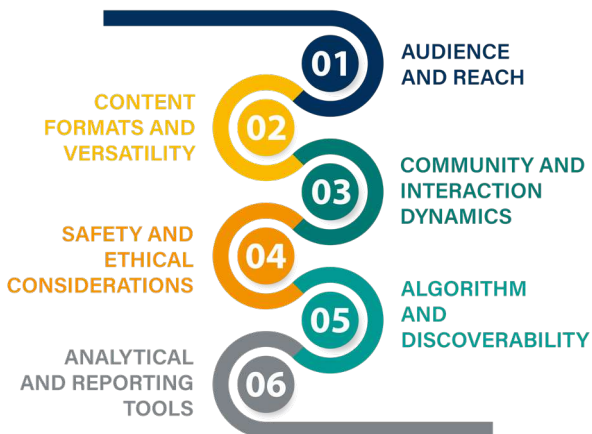 01
AUDIENCE
AND REACH
CONTENT
FORMATS AND
VERSATILITY
02
03
COMMUNITY AND
INTERACTION
DYNAMICS
SAFETY AND
ETHICAL
CONSIDERATIONS
04
05
ALGORITHM
AND
DISCOVERABILITY
ANALYTICAL
AND REPORTING
TOOLS
06